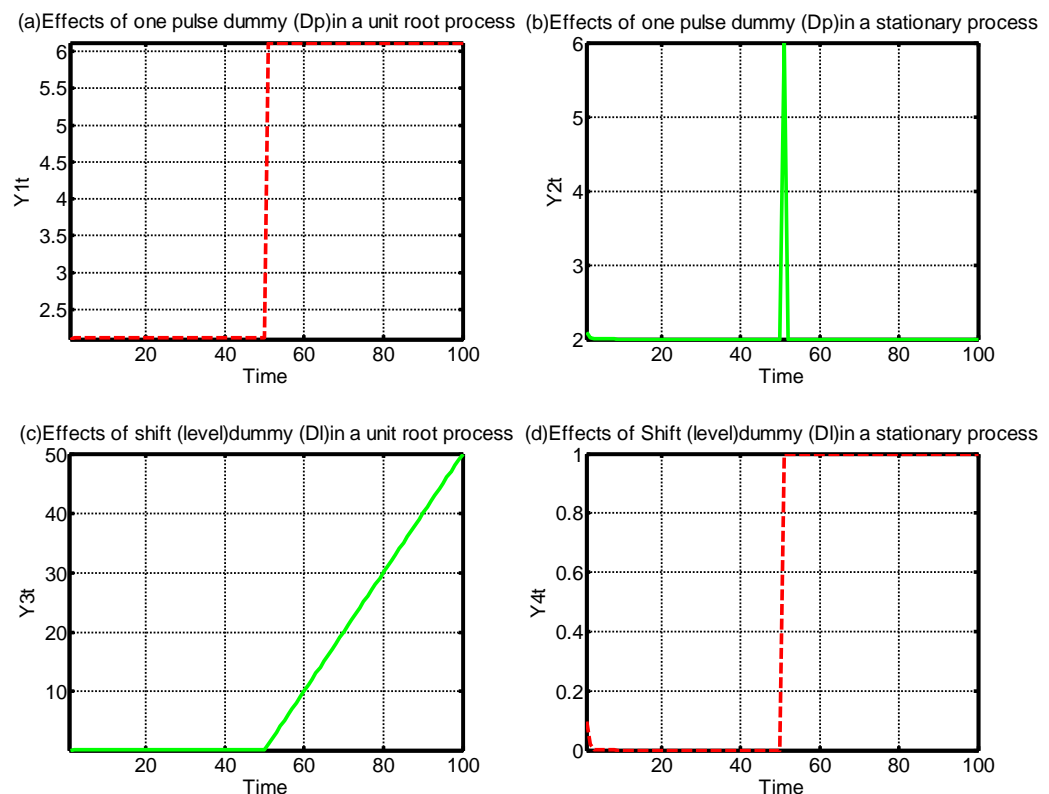 (a)Effects of one pulse dummy (Dp)in a unit root process
6
5.5
5
4.5
4
3.5
3
2.5
Y1t
20 40 60 80 100
Time
(b)Effects of one pulse dummy (Dp)in a stationary process
6
5
4
3
2
Y2t
20 40 60 80 100
Time
(c)Effects of shift (level)dummy (Dl)in a unit root process
50
40
30
20
10
Y3t
20 40 60 80 100
Time
(d)Effects of Shift (level)dummy (Dl)in a stationary process
1
0.8
0.6
0.4
0.2
0
Y4t
20 40 60 80 100
Time